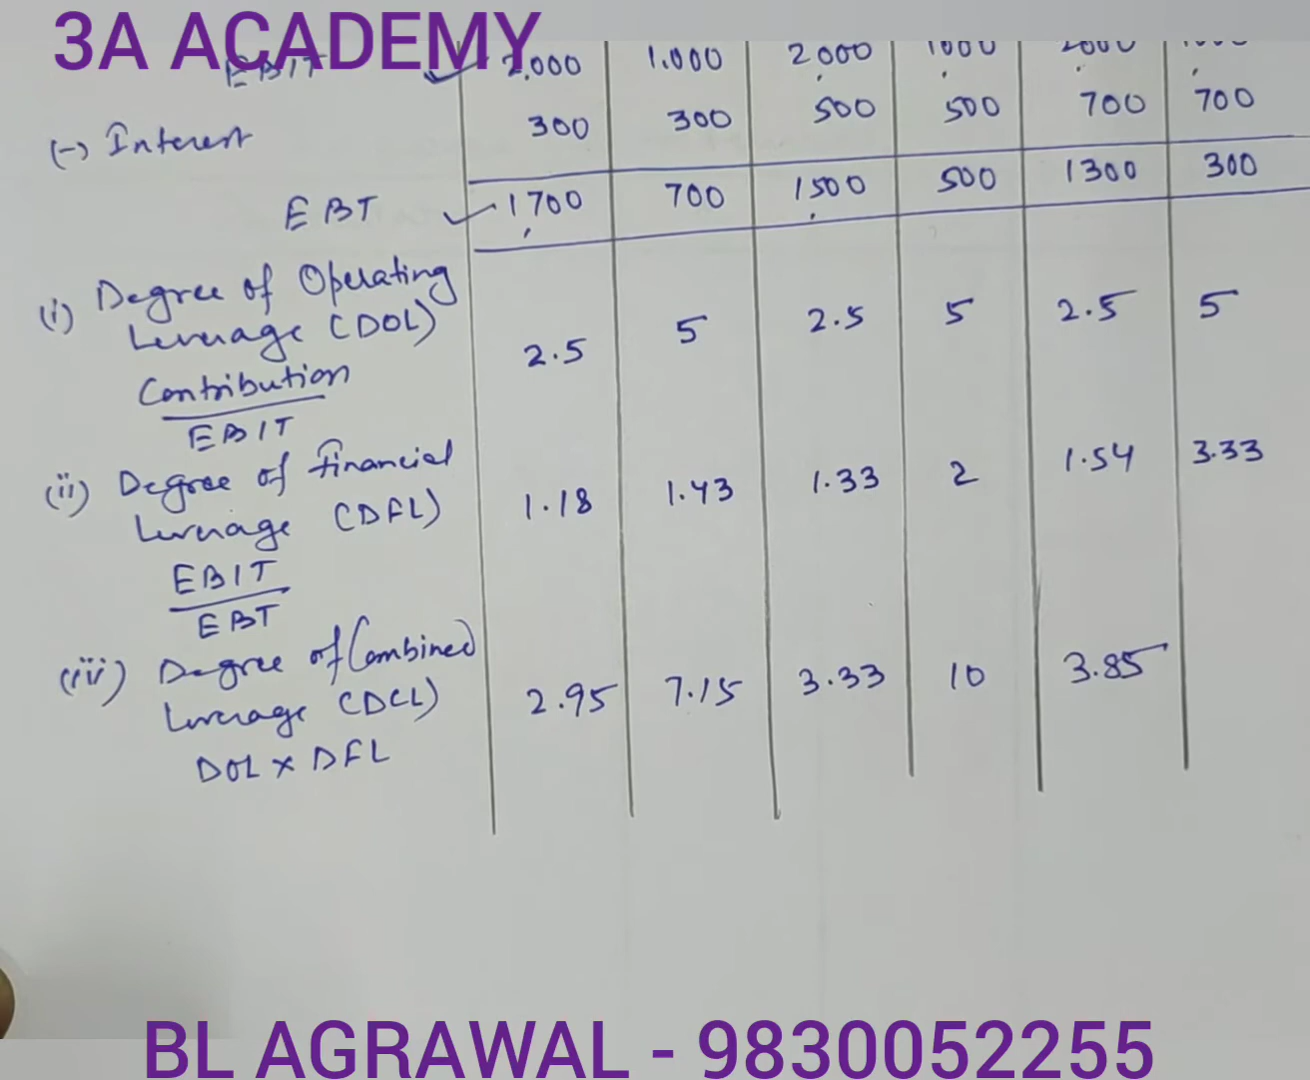 3A ACADEMY
EBIT 2,000 1,000 2000 1000 2000
(-) Interest 300 300 500 500 700 700
EBT 1700 700 1500 500 1300 300
(i) Degree of Operating
Leverage (DOL) 2.5 5 2.5 5 2.5 5
Contribution
EBIT
(ii) Degree of Financial
Leverage (DFL) 1.18 1.43 1.33 2 1.54 3.33
EBIT
EBT
(iii) Degree of Combined
Leverage (DCL) 2.95 7.15 3.33 10 3.85
DOL x DFL
BL AGRAWAL - 9830052255